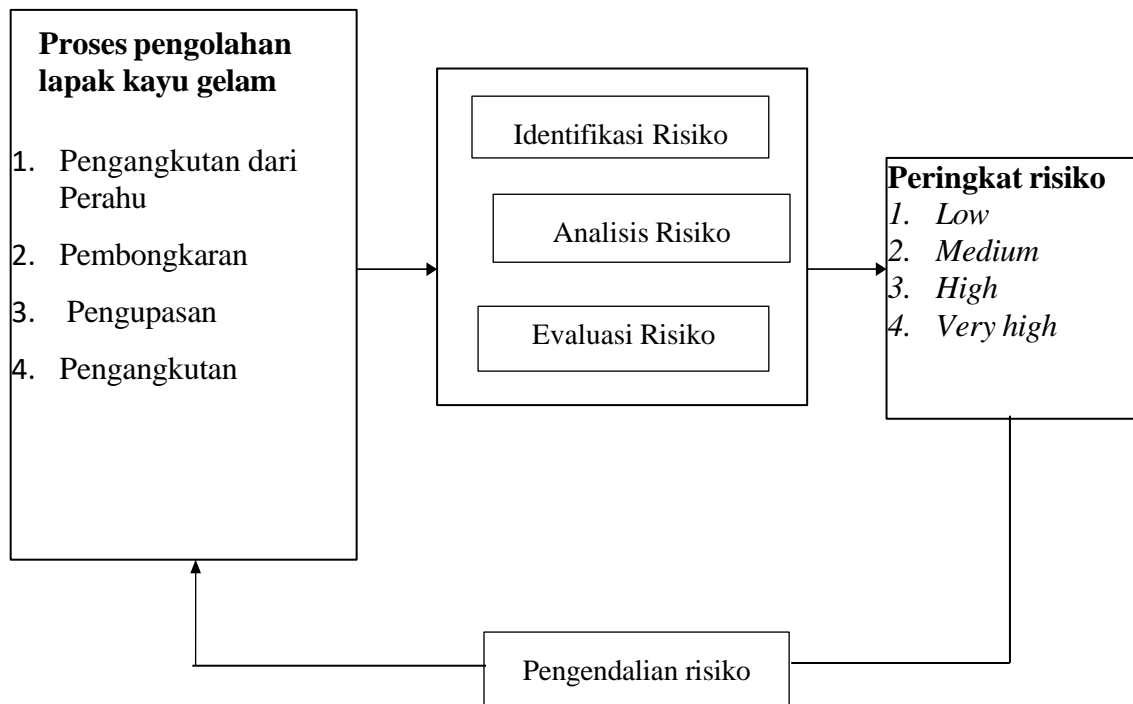 Proses pengolahan
lapak kayu gelam
1. Pengangkutan dari
Perahu
2. Pembongkaran
3. Pengupasan
4. Pengangkutan
Identifikasi Risiko
Analisis Risiko
Evaluasi Risiko
Peringkat risiko
1. Low
2. Medium
3. High
4. Very high
Pengendalian risiko